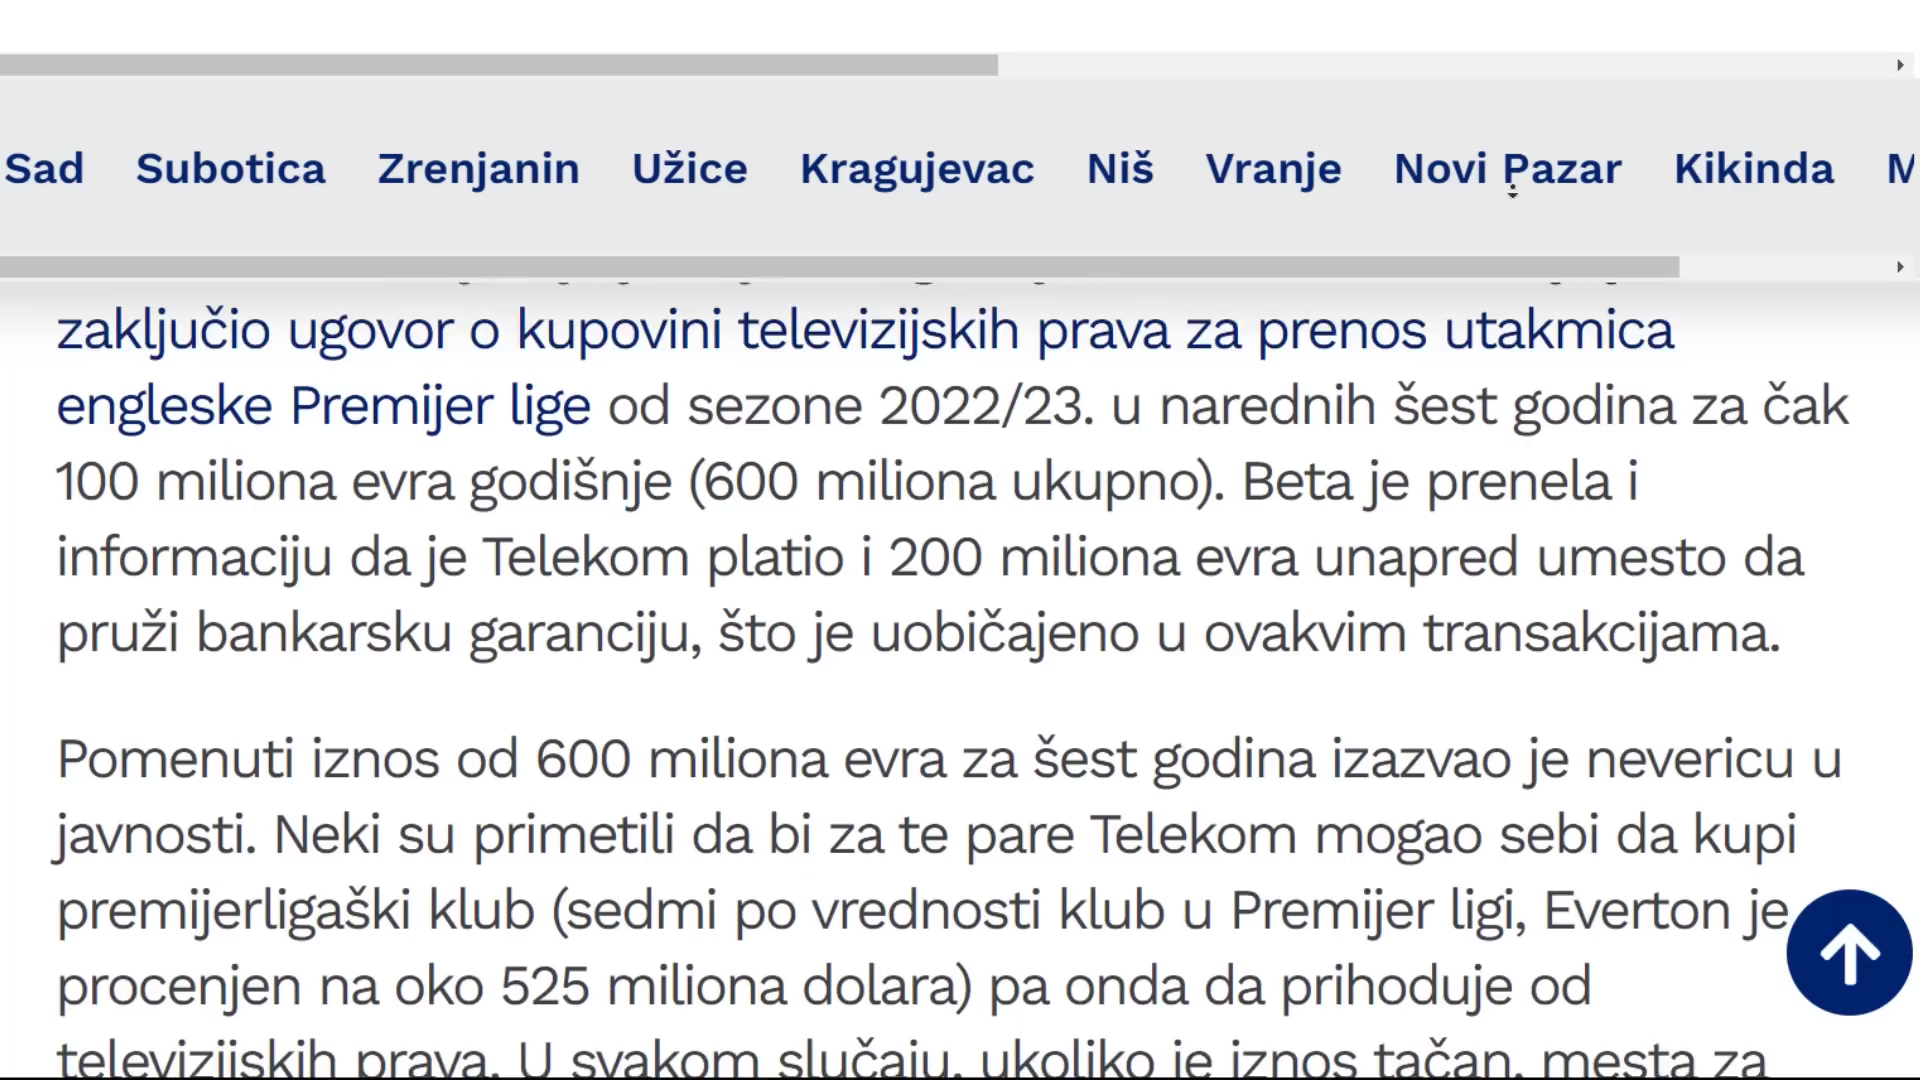 Sad Subotica Zrenjanin Užice Kragujevac Niš Vranje Novi Pazar Kikinda M
zaključio ugovor o kupovini televizijskih prava za prenos utakmica
engleske Premijer lige od sezone 2022/23. u narednih šest godina za čak
100 miliona evra godišnje (600 miliona ukupno). Beta je prenela i
informaciju da je Telekom platio i 200 miliona evra unapred umesto da
pruži bankarsku garanciju, što je uobičajeno u ovakvim transakcijama.
Pomenuti iznos od 600 miliona evra za šest godina izazvao je nevericu u
javnosti. Neki su primetili da bi za te pare Telekom mogao sebi da kupi
premijerligaški klub (sedmi po vrednosti klub u Premijer ligi, Everton je
procenjen na oko 525 miliona dolara) pa onda da prihoduje od
televizijskih prava. U svakom slučaju, ukoliko je iznos tačan, mesta za